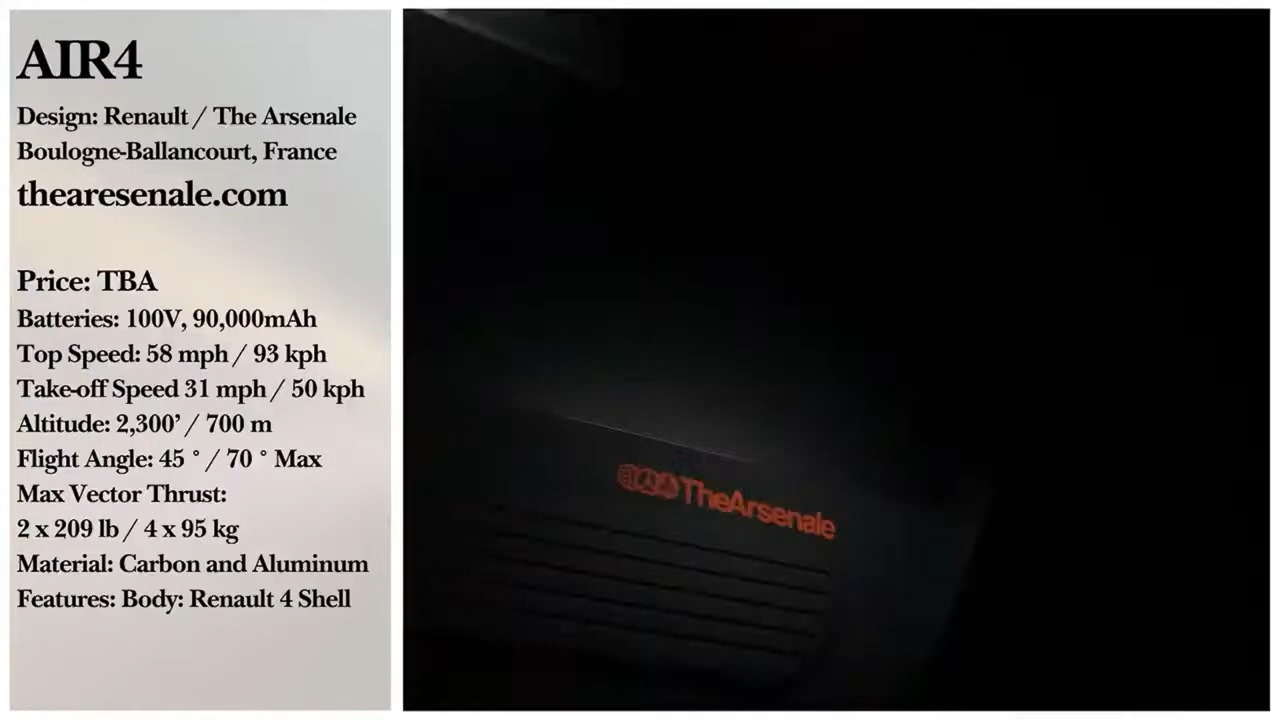 AIR4
Design: Renault / The Arsenale
Boulogne-Ballancourt, France
thearesenale.com
Price: TBA
Batteries: 100V, 90,000mAh
Top Speed: 58 mph / 93 kph
Take-off Speed 31 mph / 50 kph
Altitude: 2,300’ / 700 m
Flight Angle: 45 ° / 70 ° Max
Max Vector Thrust:
2 x 209 lb / 4 x 95 kg
Material: Carbon and Aluminum
Features: Body: Renault 4 Shell
TheArsenale